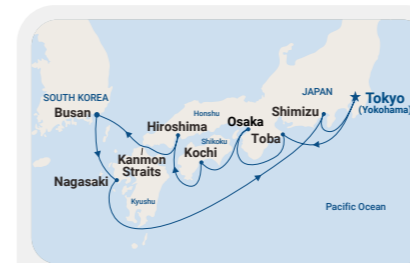 SOUTH KOREA
Busan
Honshu
Hiroshima
Osaka
JAPAN
Shimizu
Tokyo
(Yokohama)
Shikoku
Toba
Kanmon
Straits
Kochi
Nagasaki
Kyushu
Pacific Ocean